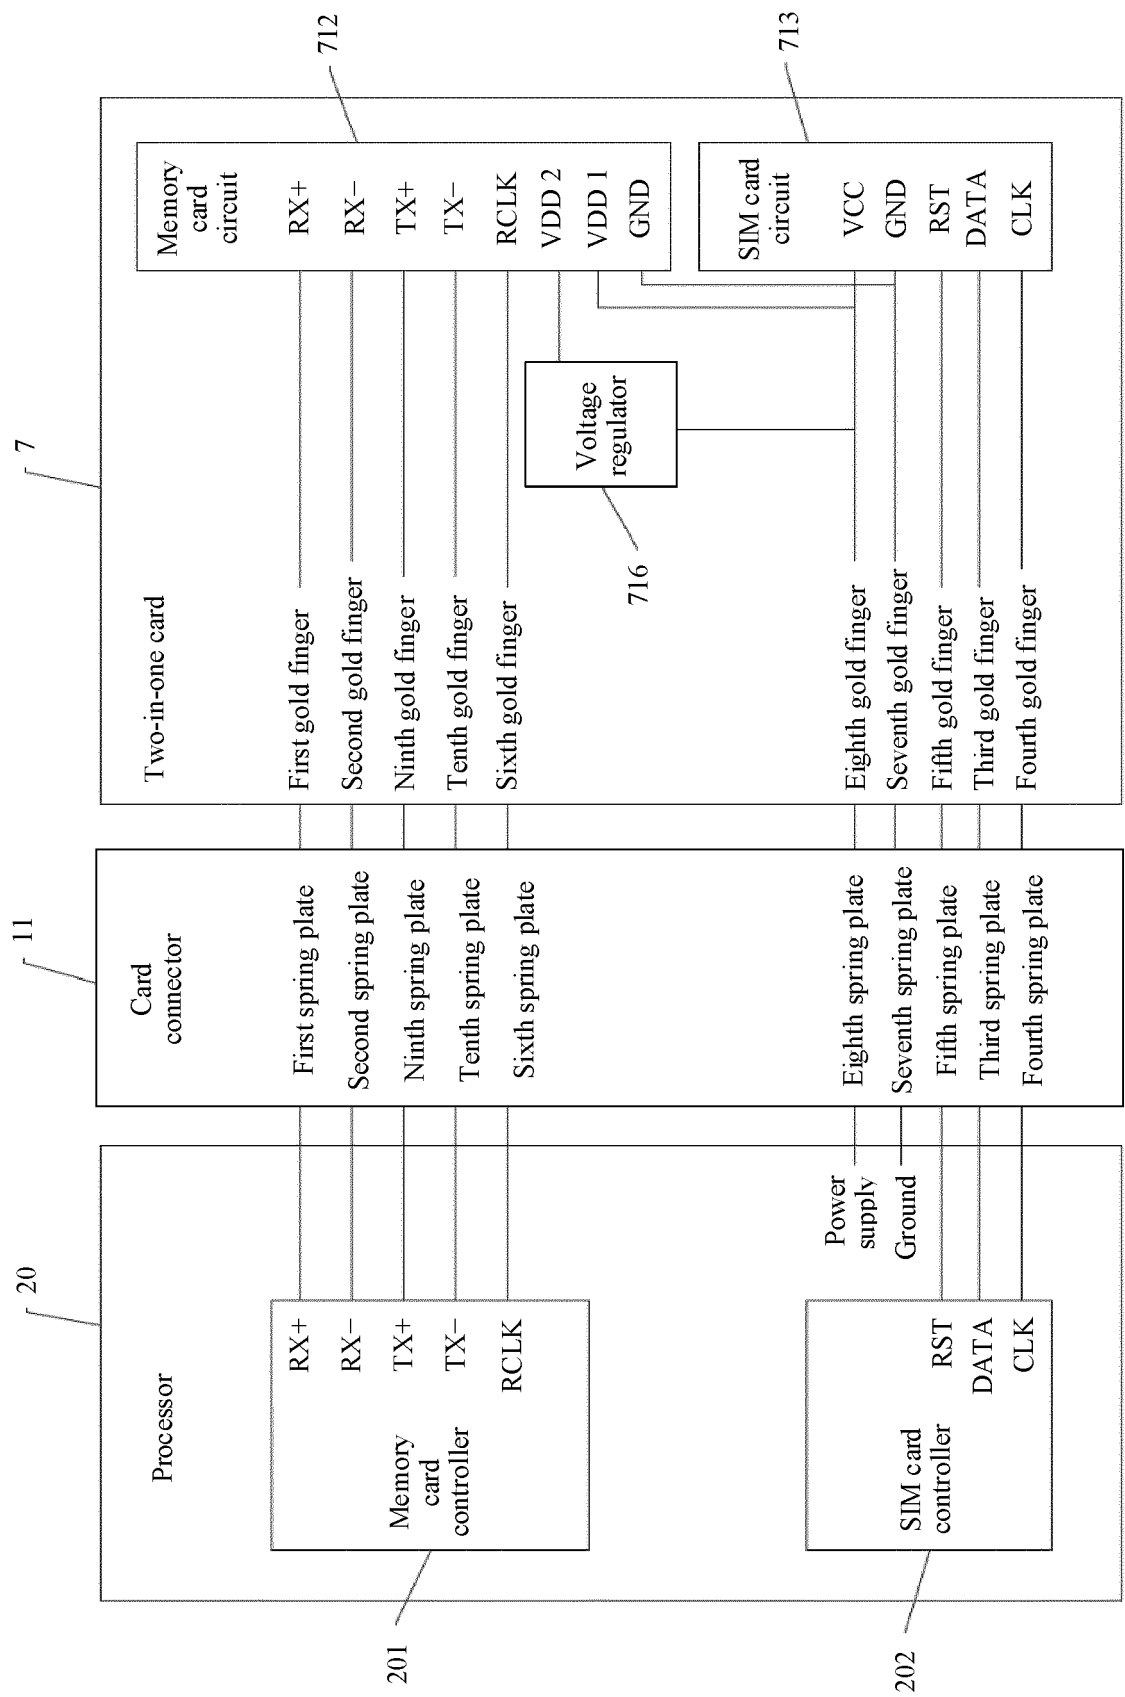 20
11
7
Processor
Card
connector
Two-in-one card
712
Memory
card
circuit
201
Memory
card
controller
RX+
First spring plate
First gold finger
RX+
RX−
Second spring plate
Second gold finger
RX−
TX+
Ninth spring plate
Ninth gold finger
TX+
TX−
Tenth spring plate
Tenth gold finger
TX−
RCLK
Sixth spring plate
Sixth gold finger
RCLK
VDD 2
VDD 1
GND
Voltage
regulator
716
713
SIM card
circuit
202
SIM card
controller
Power
supply
Eighth spring plate
Eighth gold finger
VCC
Ground
Seventh spring plate
Seventh gold finger
GND
RST
Fifth spring plate
Fifth gold finger
RST
DATA
Third spring plate
Third gold finger
DATA
CLK
Fourth spring plate
Fourth gold finger
CLK